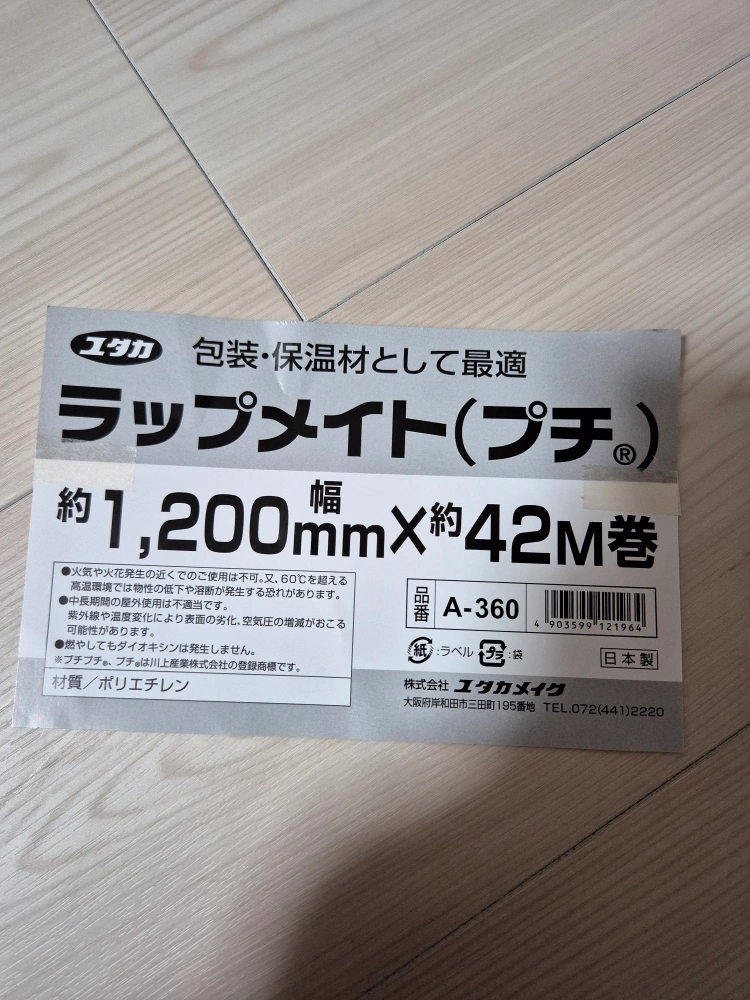 ユタカ 包装・保温材として最適
ラップメイト(プチ®)
約1,200mm幅×約42M巻
●火気や火花発生の近くでのご使用は不可。又、60℃を超える
高温環境では物性の低下や溶断が発生する恐れがあります。
●中長期間の屋外使用は不適当です。
紫外線や温度変化により表面の劣化、空気圧の増減がおこる
可能性があります。
●燃やしてもダイオキシンは発生しません。
※プチプチ®、プチ®は川上産業株式会社の登録商標です。
材質／ポリエチレン
品番 A-360
4 903599 121964
紙:ラベル プラ:袋
日本製
株式会社 ユタカメイク
大阪府岸和田市三田町195番地 TEL.072(441)2220